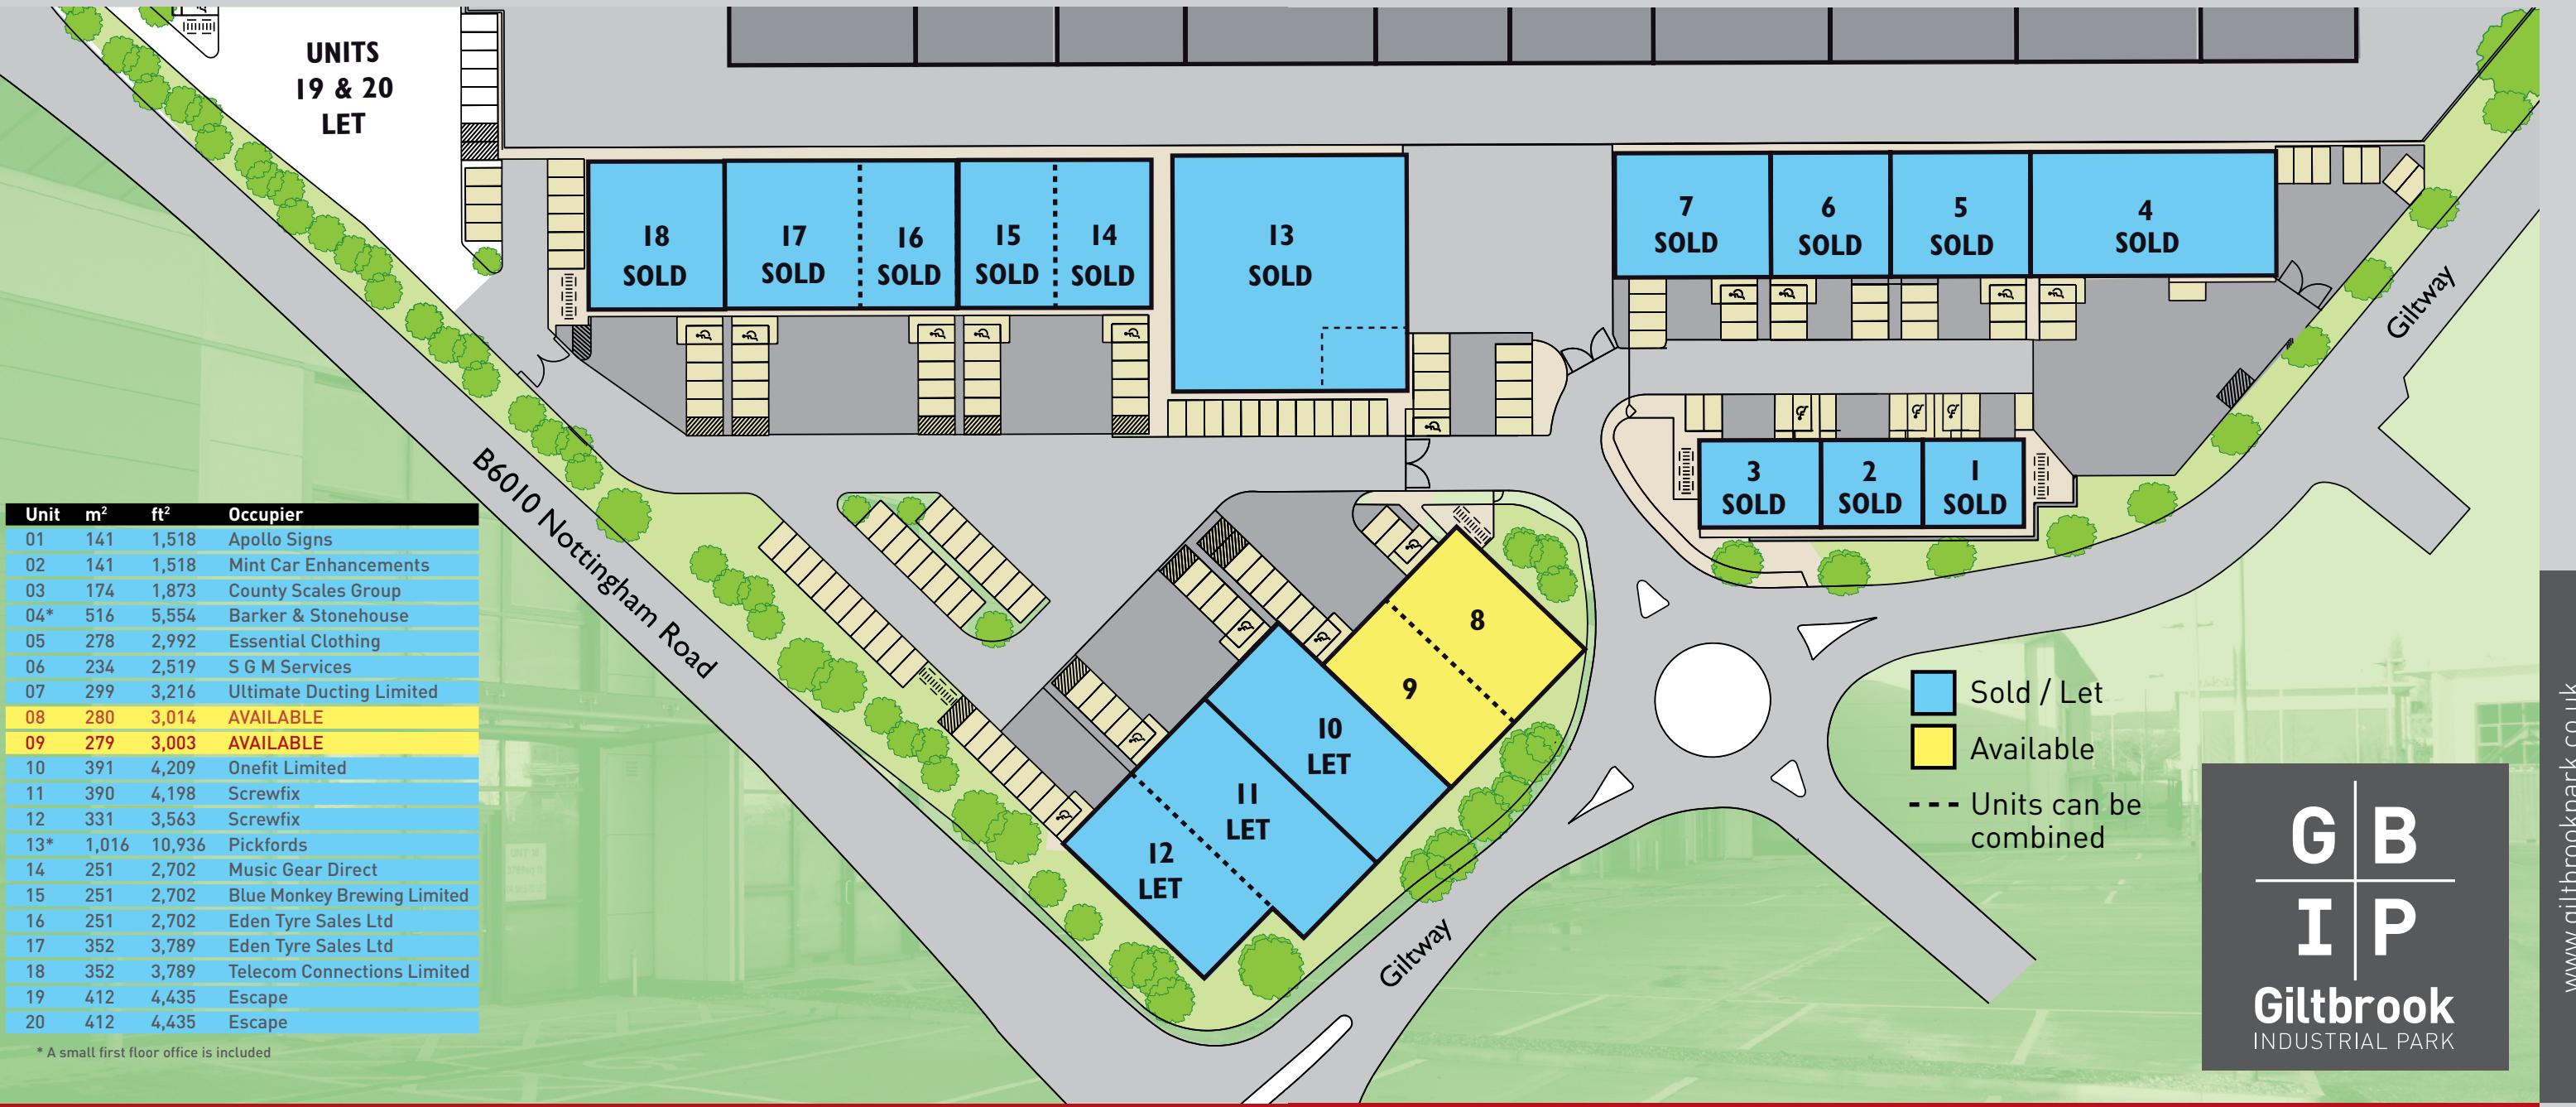 UNITS
19 & 20
LET
18
SOLD
17
SOLD
16
SOLD
15
SOLD
14
SOLD
13
SOLD
7
SOLD
6
SOLD
5
SOLD
4
SOLD
3
SOLD
2
SOLD
1
SOLD
Giltway
B6010 Nottingham Road
8
9
10
LET
11
LET
12
LET
Giltway
Unit m² ft² Occupier
01 141 1,518 Apollo Signs
02 141 1,518 Mint Car Enhancements
03 174 1,873 County Scales Group
04* 516 5,554 Barker & Stonehouse
05 278 2,992 Essential Clothing
06 234 2,519 S G M Services
07 299 3,216 Ultimate Ducting Limited
08 280 3,014 AVAILABLE
09 279 3,003 AVAILABLE
10 391 4,209 Onefit Limited
11 390 4,198 Screwfix
12 331 3,563 Screwfix
13* 1,016 10,936 Pickfords
14 251 2,702 Music Gear Direct
15 251 2,702 Blue Monkey Brewing Limited
16 251 2,702 Eden Tyre Sales Ltd
17 352 3,789 Eden Tyre Sales Ltd
18 352 3,789 Telecom Connections Limited
19 412 4,435 Escape
20 412 4,435 Escape
* A small first floor office is included
Sold / Let
Available
Units can be
combined
G B
I P
Giltbrook
INDUSTRIAL PARK
www.giltbrookpark.co.uk